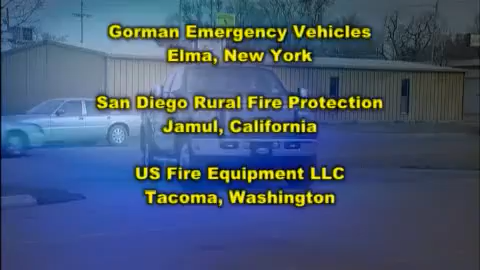 Gorman Emergency Vehicles
Elma, New York
San Diego Rural Fire Protection
Jamul, California
US Fire Equipment LLC
Tacoma, Washington